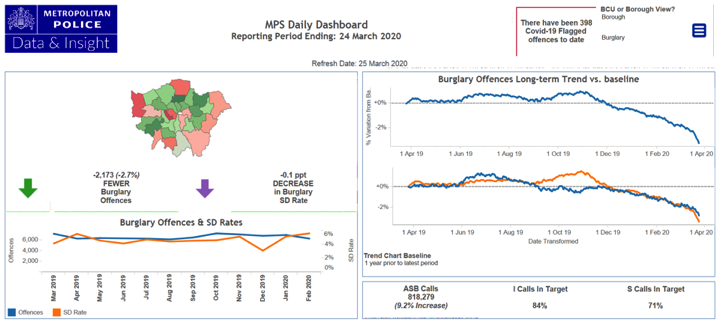 METROPOLITAN
POLICE
Data & Insight
MPS Daily Dashboard
Reporting Period Ending: 24 March 2020
There have been 398
Covid-19 Flagged
offences to date
BCU or Borough View?
Borough
Burglary
Refresh Date: 25 March 2020
-2,173 (-2.7%)
FEWER
Burglary
Offences
-0.1 ppt
DECREASE
in Burglary
SD Rate
Burglary Offences & SD Rates
Offences
6,000
4,000
2,000
6%
4%
2%
0%
SD Rate
Mar 2019
Apr 2019
May 2019
Jun 2019
Jul 2019
Aug 2019
Sep 2019
Oct 2019
Nov 2019
Dec 2019
Jan 2020
Feb 2020
Offences
SD Rate
Burglary Offences Long-term Trend vs. baseline
% Variation from Ba..
+0%
-2%
1 Apr 19
1 Jun 19
1 Aug 19
1 Oct 19
1 Dec 19
1 Feb 20
1 Apr 20
+0%
-2%
1 Apr 19
1 Jun 19
1 Aug 19
1 Oct 19
1 Dec 19
1 Feb 20
1 Apr 20
Date Transformed
Trend Chart Baseline
1 year prior to latest period
ASB Calls
818,279
(9.2% Increase)
I Calls In Target
84%
S Calls In Target
71%